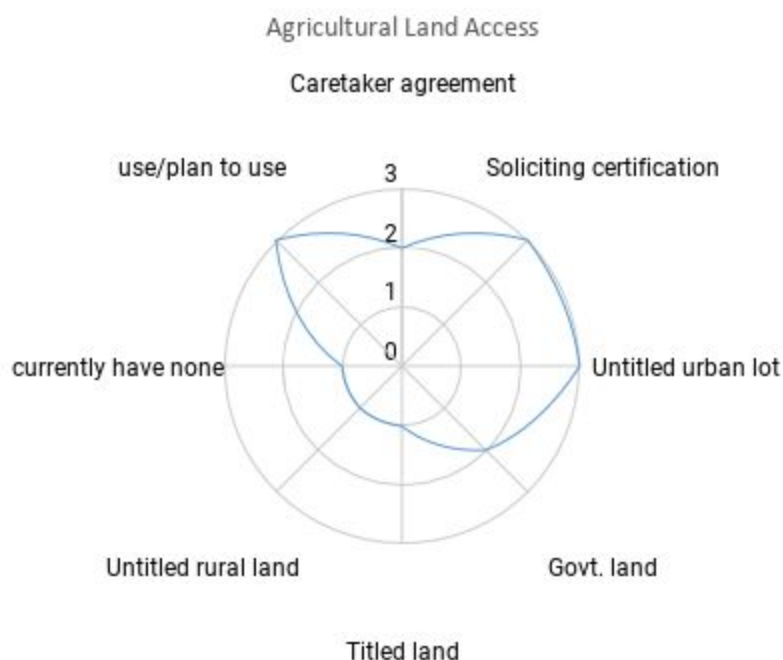 Agricultural Land Access
Caretaker agreement
use/plan to use
Soliciting certification
3
2
1
0
currently have none
Untitled urban lot
Untitled rural land
Govt. land
Titled land